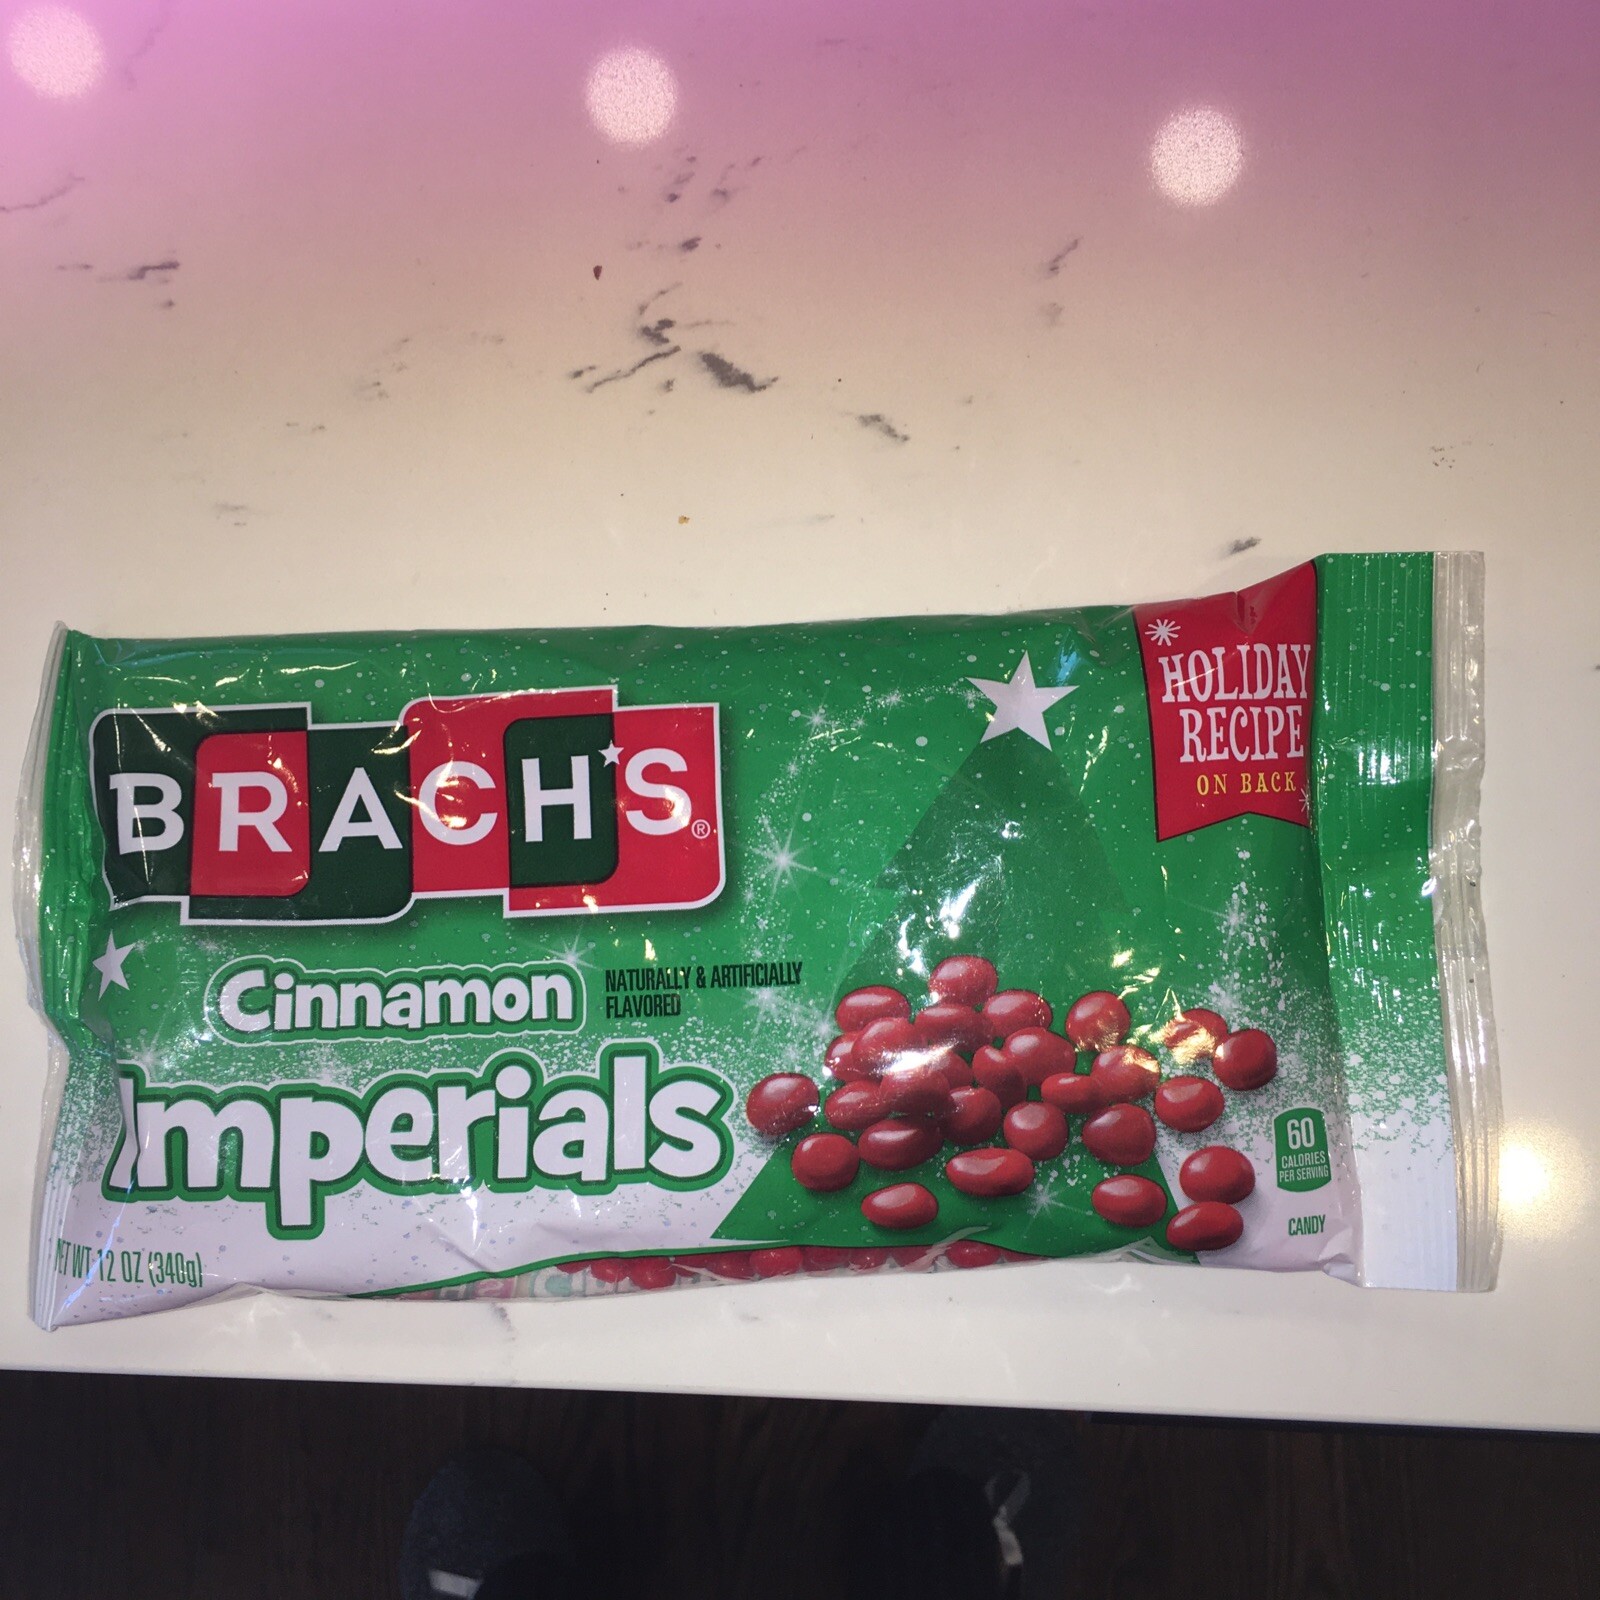 BRACH'S®
Cinnamon
NATURALLY & ARTIFICIALLY
FLAVORED
Imperials
NET WT 12 OZ (340g)
HOLIDAY
RECIPE
ON BACK
60
CALORIES
PER SERVING
CANDY